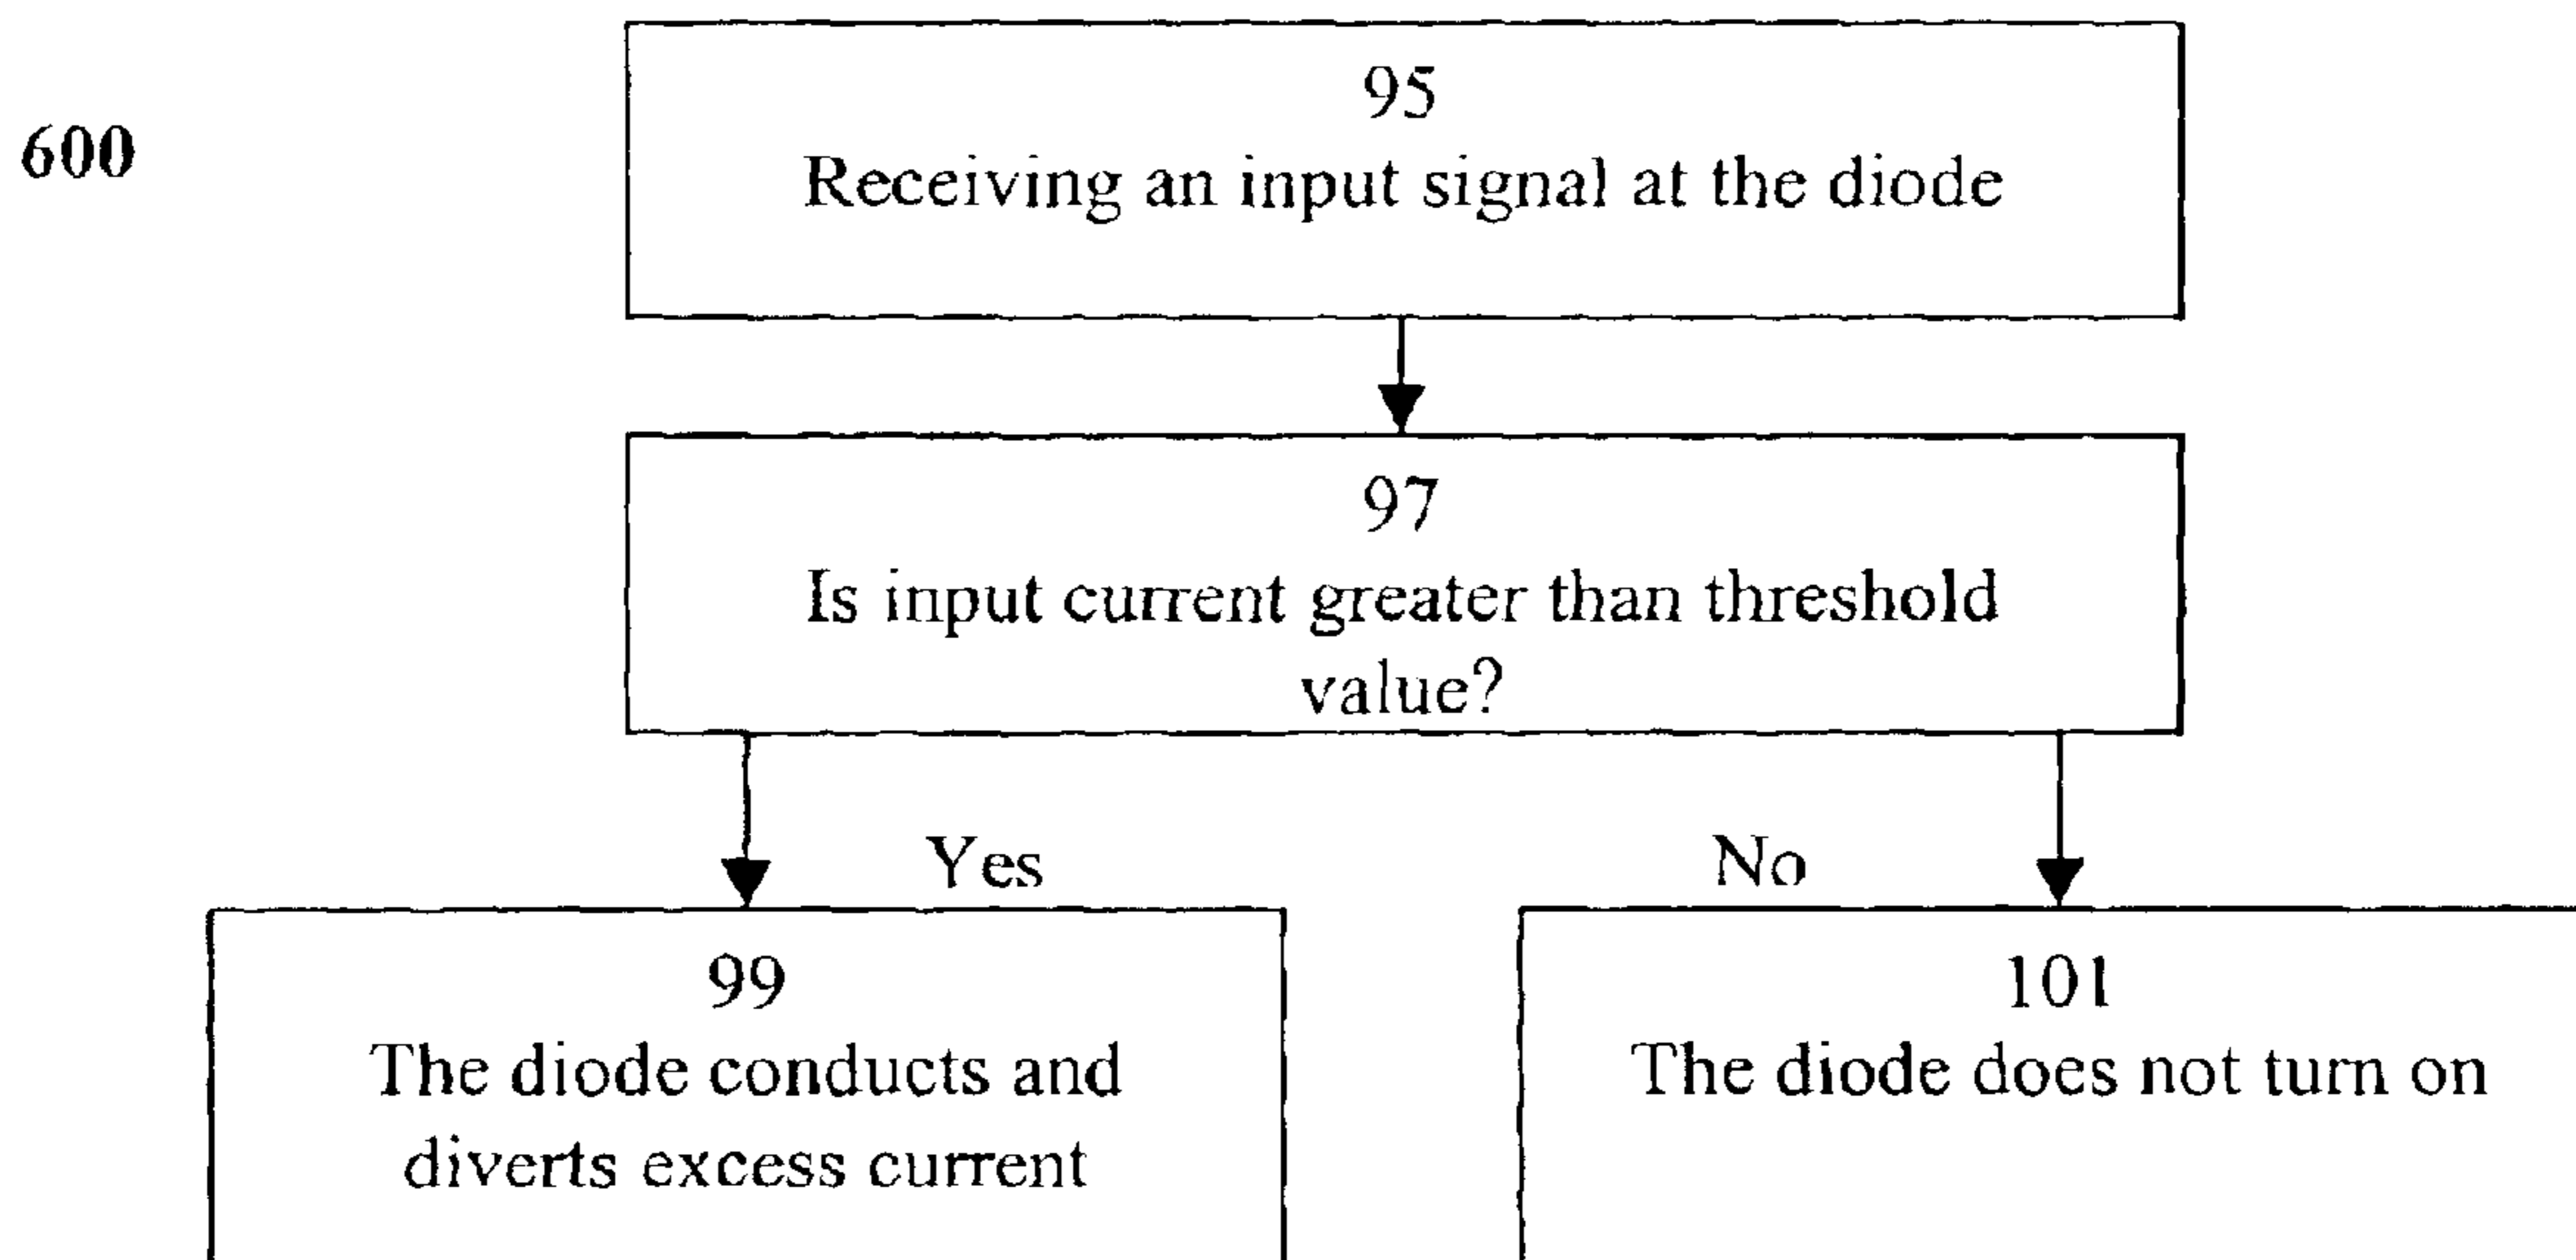 600
95
Receiving an input signal at the diode
97
Is input current greater than threshold
value?
Yes
No
99
The diode conducts and
diverts excess current
101
The diode does not turn on